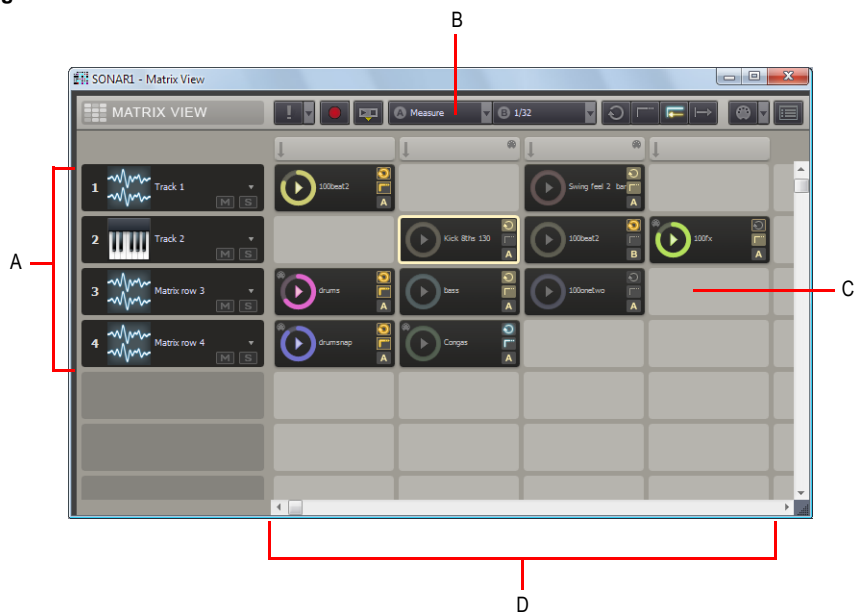 g
B
SONAR1 - Matrix View
MATRIX VIEW
A Measure
B 1/32
1 Track 1
M S
100beat2
A
Swing feel 2 bar
A
2 Track 2
M S
Kick 8ths 130
A
100beat2
B
100fx
A
A
3 Matrix row 3
M S
drums
A
bass
A
100onetwo
A
C
4 Matrix row 4
M S
drumsnap
A
Congas
A
D